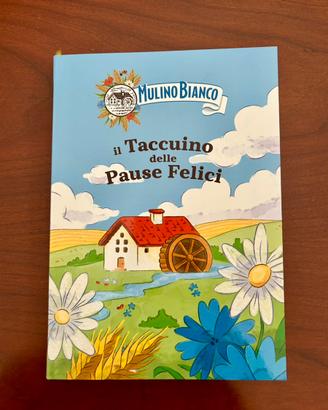 MULINO BIANCO
il Taccuino
delle
Pause Felici